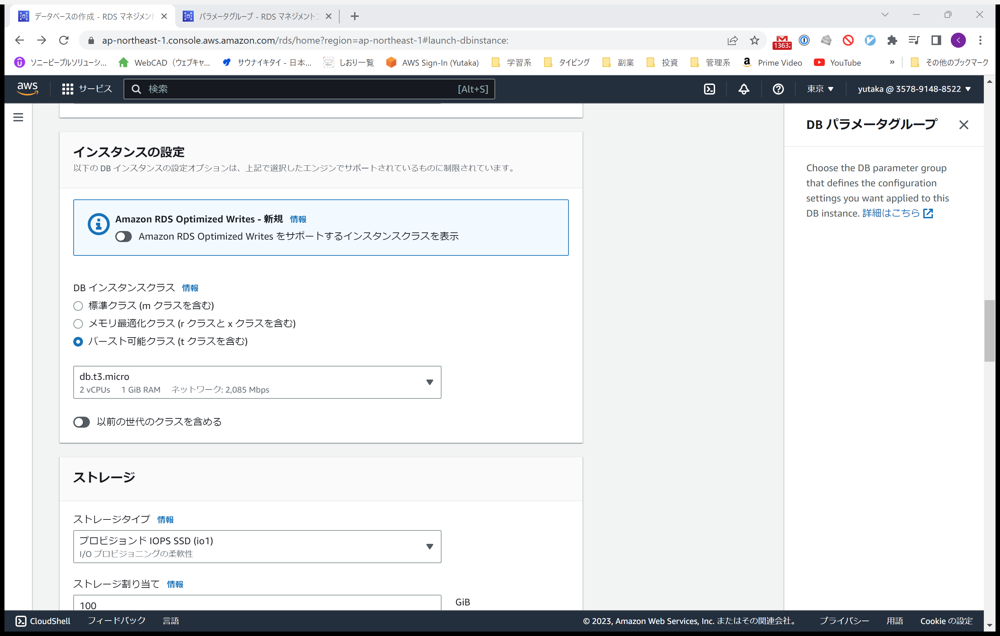 データベースの作成 - RDS マネジメント
パラメータグループ - RDS マネジメントコ
ap-northeast-1.console.aws.amazon.com/rds/home?region=ap-northeast-1#launch-dbinstance:
ソニーピープルソリューシ...
WebCAD（ウェブキャ...
サウナイキタイ - 日本...
しおり一覧
AWS Sign-In (Yutaka)
学習系
タイピング
副業
投資
管理系
Prime Video
YouTube
»
その他のブックマーク
aws
サービス
検索
[Alt+S]
東京
yutaka @ 3578-9148-8522
インスタンスの設定
以下の DB インスタンスの設定オプションは、上記で選択したエンジンでサポートされているものに制限されています。
Amazon RDS Optimized Writes - 新規 情報
Amazon RDS Optimized Writes をサポートするインスタンスクラスを表示
DB インスタンスクラス 情報
標準クラス (m クラスを含む)
メモリ最適化クラス (r クラスと x クラスを含む)
バースト可能クラス (t クラスを含む)
db.t3.micro
2 vCPUs 1 GiB RAM ネットワーク: 2,085 Mbps
以前の世代のクラスを含める
ストレージ
ストレージタイプ 情報
プロビジョンド IOPS SSD (io1)
I/O プロビジョニングの柔軟性
ストレージ割り当て 情報
100
GiB
DB パラメータグループ
Choose the DB parameter group
that defines the configuration
settings you want applied to this
DB instance. 詳細はこちら
CloudShell
フィードバック
言語
© 2023, Amazon Web Services, Inc. またはその関連会社。
プライバシー
用語
Cookie の設定